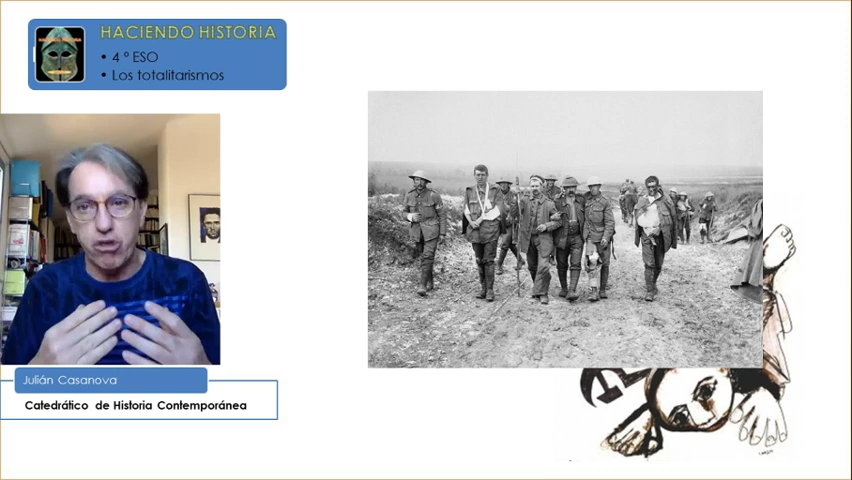 HACIENDO HISTORIA
• 4 º ESO
• Los totalitarismos
Julián Casanova
Catedrático de Historia Contemporánea